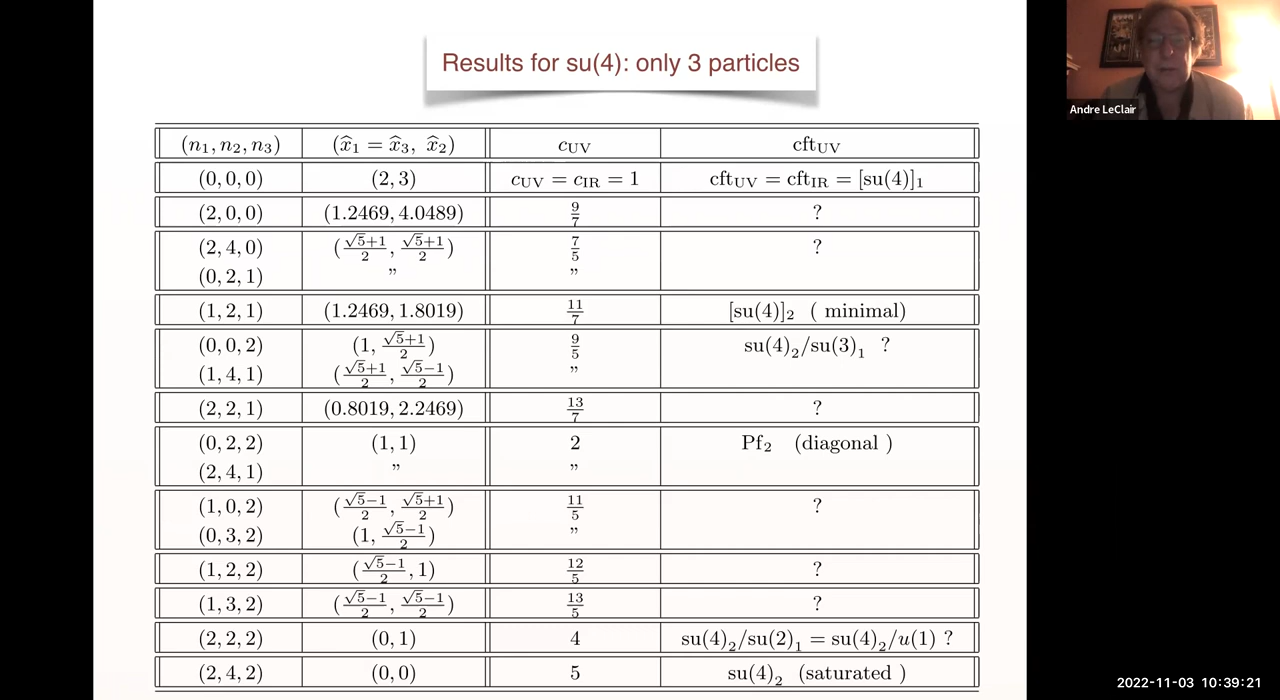 Results for su(4): only 3 particles
(n₁, n₂, n₃) (x̂₁ = x̂₃, x̂₂) c_UV cft_UV
(0, 0, 0) (2, 3) c_UV = c_IR = 1 cft_UV = cft_IR = [su(4)]₁
(2, 0, 0) (1.2469, 4.0489) 9/7 ?
(2, 4, 0) ((√5+1)/2, (√5+1)/2) 7/5 ?
(0, 2, 1) ” ”
(1, 2, 1) (1.2469, 1.8019) 11/7 [su(4)]₂ ( minimal)
(0, 0, 2) (1, (√5+1)/2) 9/5 su(4)₂/su(3)₁ ?
(1, 4, 1) ((√5+1)/2, (√5−1)/2) ”
(2, 2, 1) (0.8019, 2.2469) 13/7 ?
(0, 2, 2) (1, 1) 2 Pf₂ (diagonal )
(2, 4, 1) ” ”
(1, 0, 2) ((√5−1)/2, (√5+1)/2) 11/5 ?
(0, 3, 2) (1, (√5−1)/2) ”
(1, 2, 2) ((√5−1)/2, 1) 12/5 ?
(1, 3, 2) ((√5−1)/2, (√5−1)/2) 13/5 ?
(2, 2, 2) (0, 1) 4 su(4)₂/su(2)₁ = su(4)₂/u(1) ?
(2, 4, 2) (0, 0) 5 su(4)₂ (saturated )
Andre LeClair
2022-11-03 10:39:21